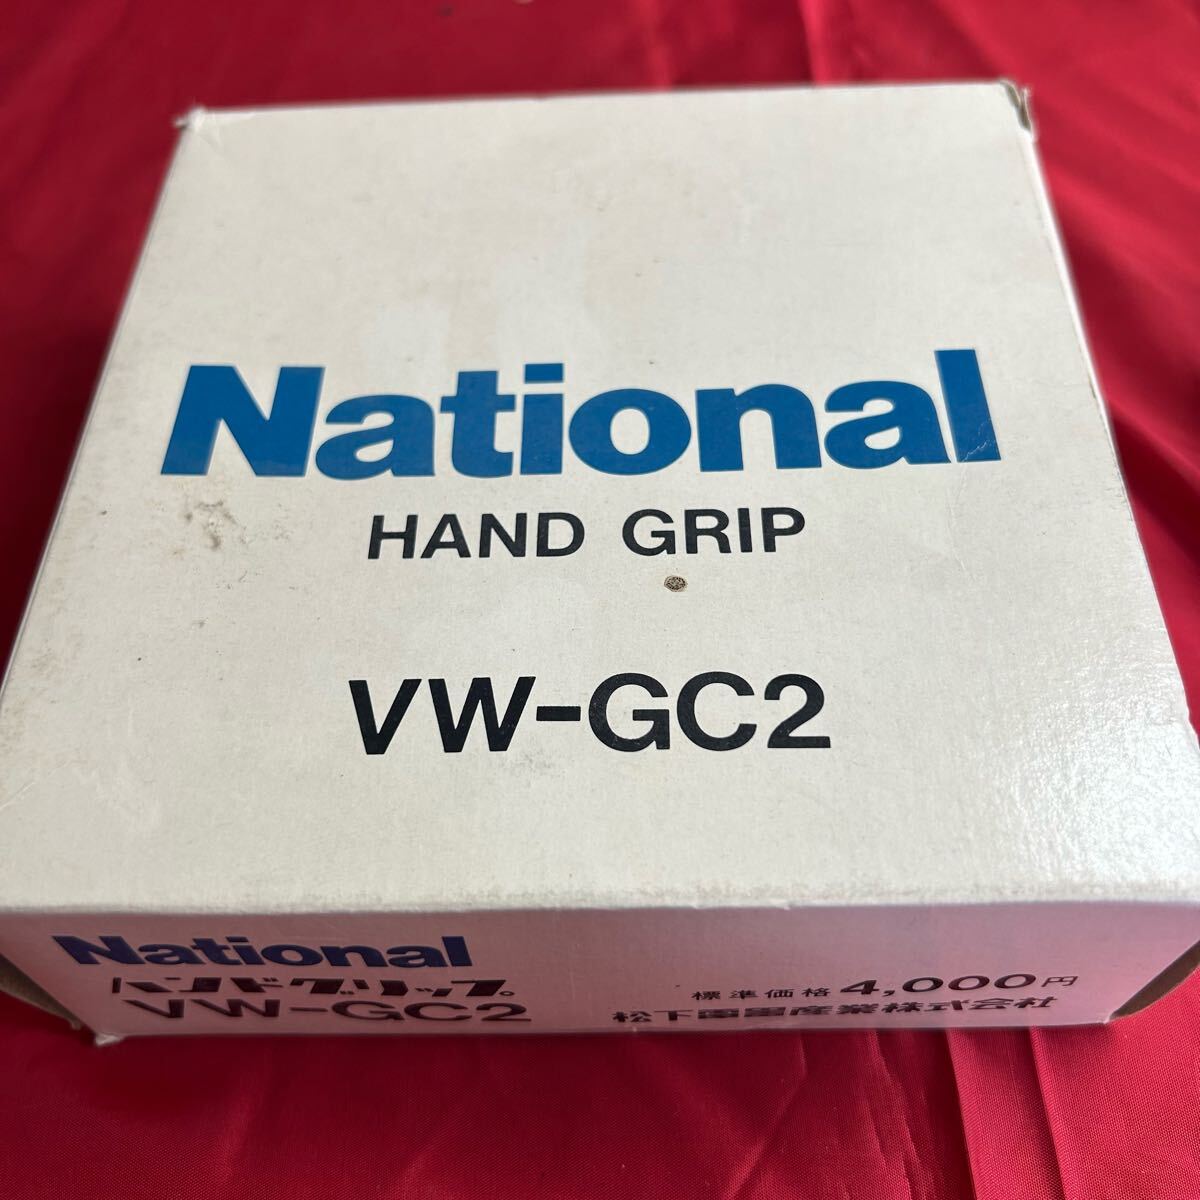 National
HAND GRIP
VW-GC2
National
ハンドグリップ
VW-GC2
標準価格4,000円
松下電器産業株式会社